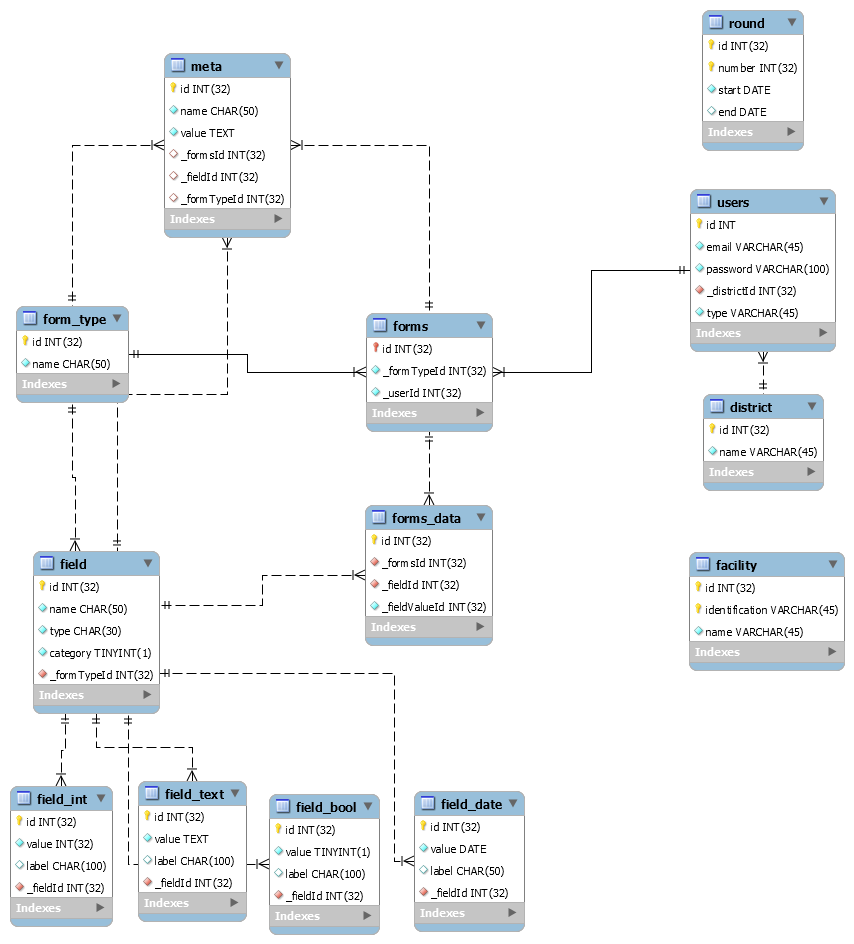 round
id INT(32)
number INT(32)
start DATE
end DATE
Indexes
meta
id INT(32)
name CHAR(50)
value TEXT
_formsId INT(32)
_fieldId INT(32)
_formTypeId INT(32)
Indexes
users
id INT
email VARCHAR(45)
password VARCHAR(100)
_districtId INT(32)
type VARCHAR(45)
Indexes
form_type
id INT(32)
name CHAR(50)
Indexes
forms
id INT(32)
_formTypeId INT(32)
_userId INT(32)
Indexes
district
id INT(32)
name VARCHAR(45)
Indexes
forms_data
id INT(32)
_formsId INT(32)
_fieldId INT(32)
_fieldValueId INT(32)
Indexes
field
id INT(32)
name CHAR(50)
type CHAR(30)
category TINYINT(1)
_formTypeId INT(32)
Indexes
facility
id INT(32)
identification VARCHAR(45)
name VARCHAR(45)
Indexes
field_int
id INT(32)
value INT(32)
label CHAR(100)
_fieldId INT(32)
Indexes
field_text
id INT(32)
value TEXT
label CHAR(100)
_fieldId INT(32)
Indexes
field_bool
id INT(32)
value TINYINT(1)
label CHAR(100)
_fieldId INT(32)
Indexes
field_date
id INT(32)
value DATE
label CHAR(50)
_fieldId INT(32)
Indexes